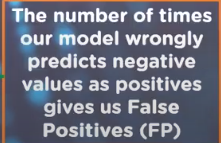 The number of times
our model wrongly
predicts negative
values as positives
gives us False
Positives (FP)